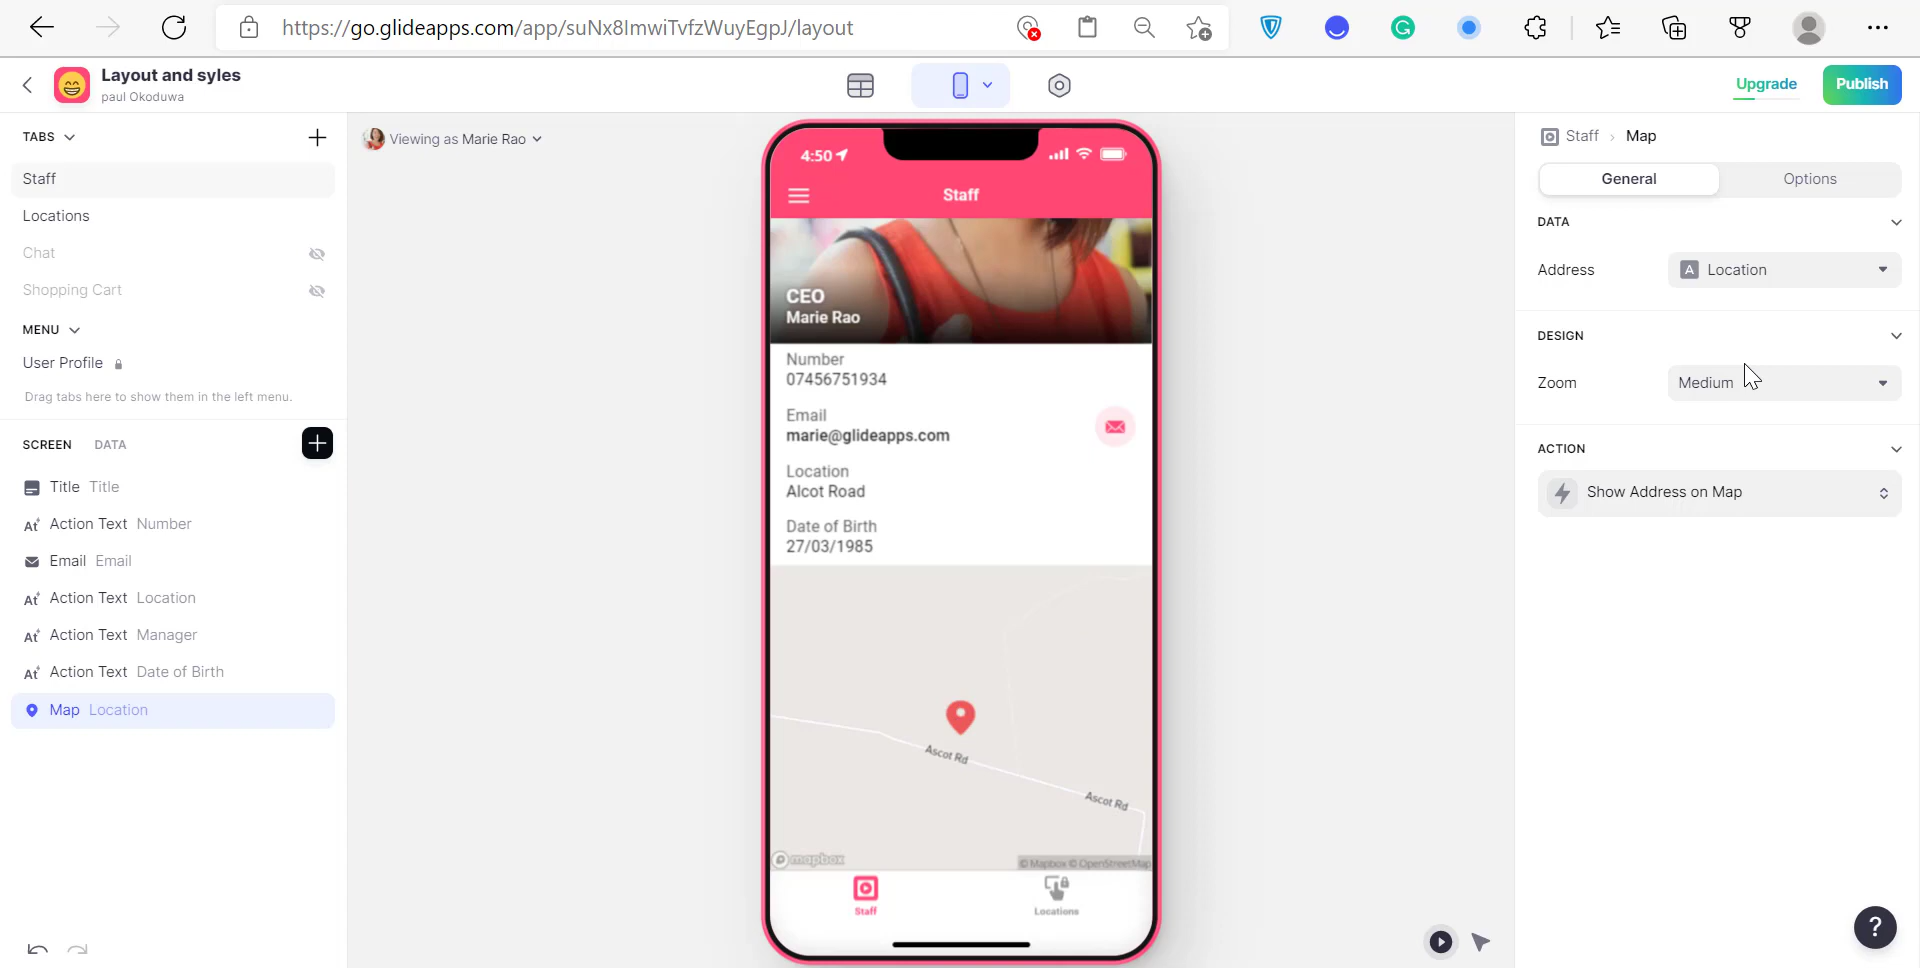 https://go.glideapps.com/app/suNx8ImwiTvfzWuyEgpJ/layout
Layout and syles
paul Okoduwa
Upgrade
Publish
TABS
Staff
Locations
Chat
Shopping Cart
MENU
User Profile
Drag tabs here to show them in the left menu.
SCREEN DATA
Title Title
Action Text Number
Email Email
Action Text Location
Action Text Manager
Action Text Date of Birth
Map Location
Viewing as Marie Rao
4:50
Staff
CEO
Marie Rao
Number
07456751934
Email
marie@glideapps.com
Location
Alcot Road
Date of Birth
27/03/1985
Ascot Rd
Ascot Rd
mapbox
© Mapbox © OpenStreetMap
Staff
Locations
Staff › Map
General
Options
DATA
Address
A Location
DESIGN
Zoom
Medium
ACTION
Show Address on Map
?